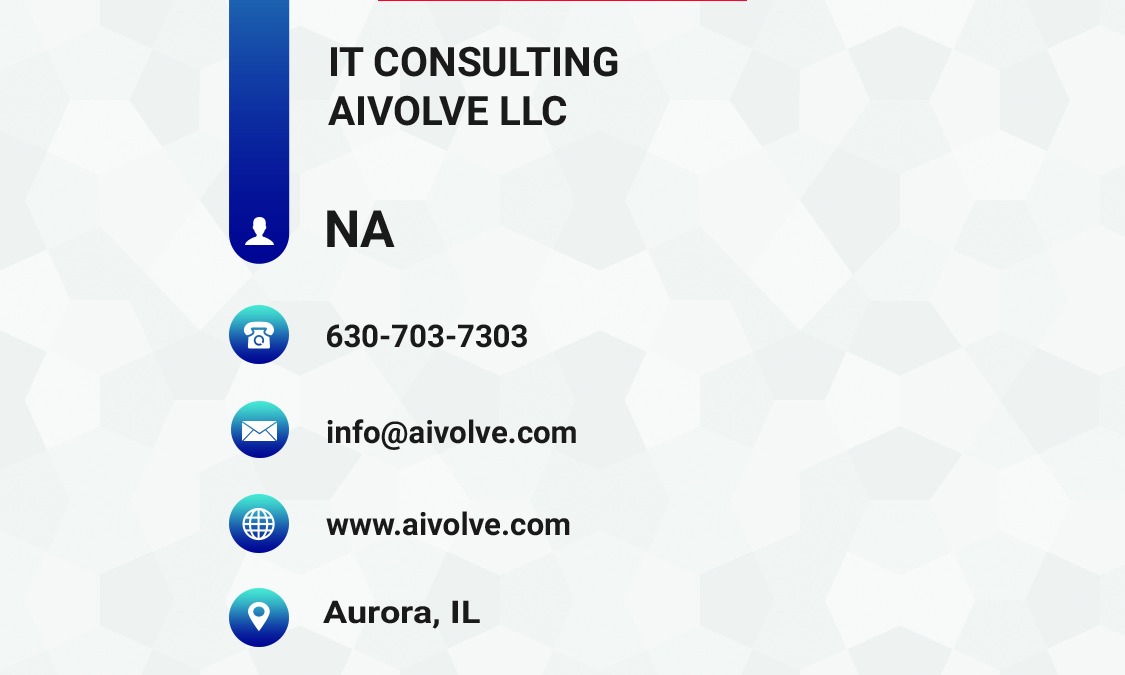 IT CONSULTING
AIVOLVE LLC
NA
630-703-7303
info@aivolve.com
www.aivolve.com
Aurora, IL